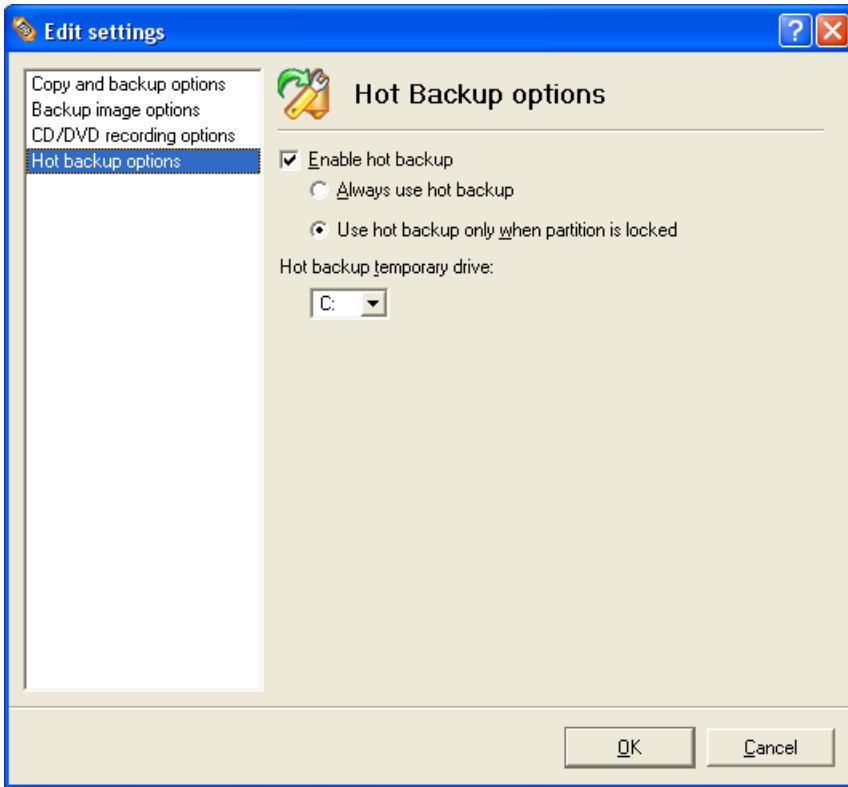 Edit settings
Copy and backup options
Backup image options
CD/DVD recording options
Hot backup options
Hot Backup options
Enable hot backup
Always use hot backup
Use hot backup only when partition is locked
Hot backup temporary drive:
C:
OK
Cancel